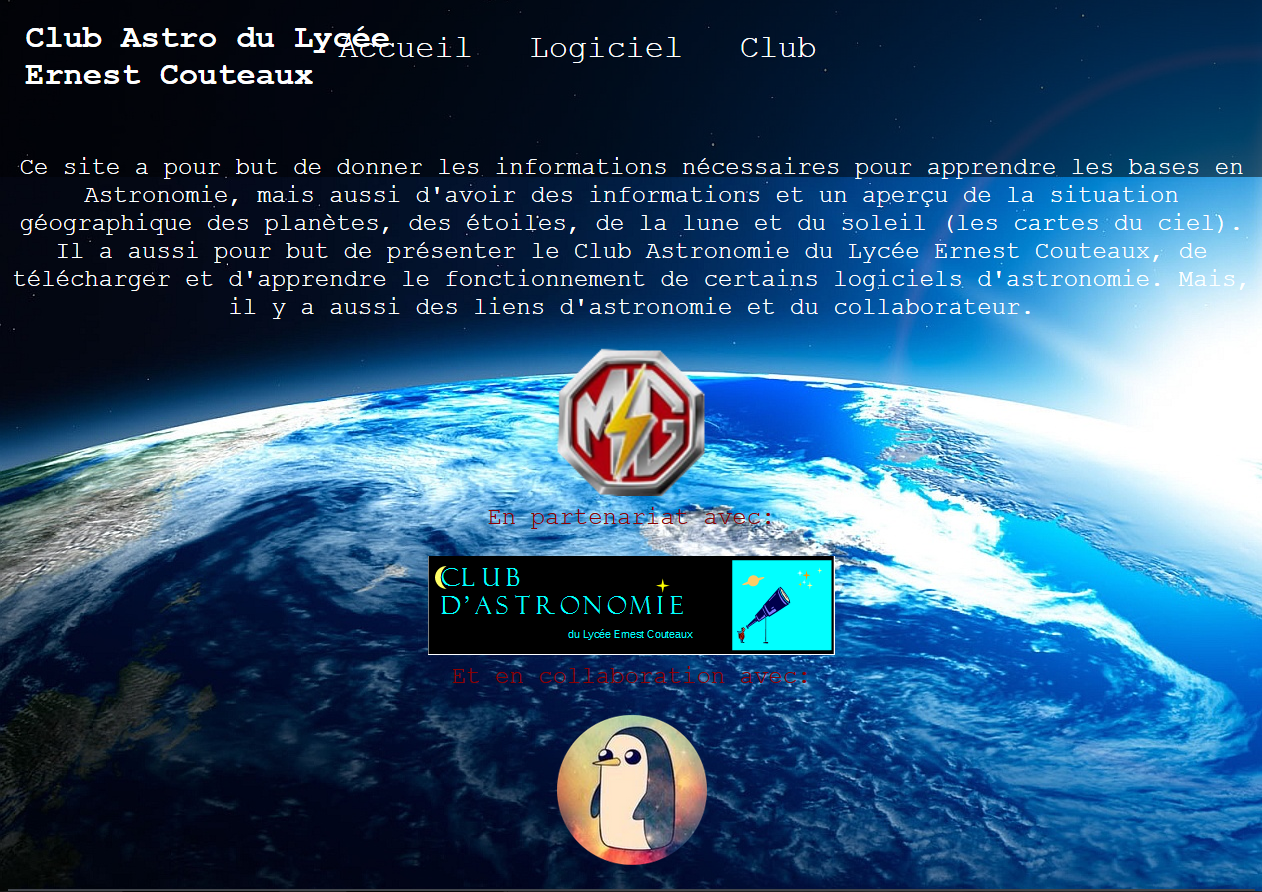 Club Astro du Lycée
Ernest Couteaux
Accueil Logiciel Club
Ce site a pour but de donner les informations nécessaires pour apprendre les bases en
Astronomie, mais aussi d'avoir des informations et un aperçu de la situation
géographique des planètes, des étoiles, de la lune et du soleil (les cartes du ciel).
Il a aussi pour but de présenter le Club Astronomie du Lycée Ernest Couteaux, de
télécharger et d'apprendre le fonctionnement de certains logiciels d'astronomie. Mais,
il y a aussi des liens d'astronomie et du collaborateur.
MG
En partenariat avec:
CLUB
D'ASTRONOMIE
du Lycée Ernest Couteaux
Et en collaboration avec: